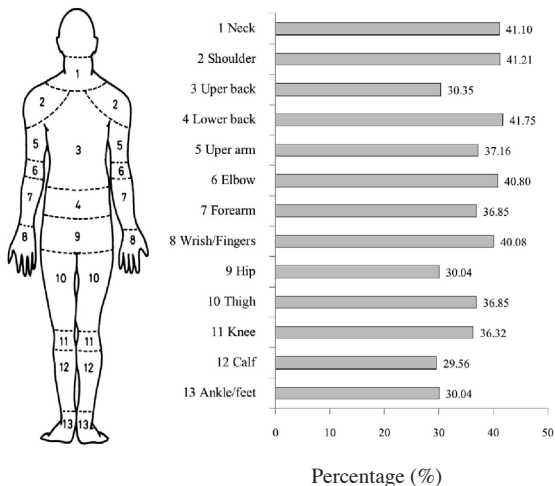 1
2
2
3
4
5
5
6
6
7
7
8
8
9
10
10
11
11
12
12
13
13
1 Neck 41.10
2 Shoulder 41.21
3 Uper back 30.35
4 Lower back 41.75
5 Uper arm 37.16
6 Elbow 40.80
7 Forearm 36.85
8 Wrish/Fingers 40.08
9 Hip 30.04
10 Thigh 36.85
11 Knee 36.32
12 Calf 29.56
13 Ankle/feet 30.04
0 10 20 30 40 50
Percentage (%)